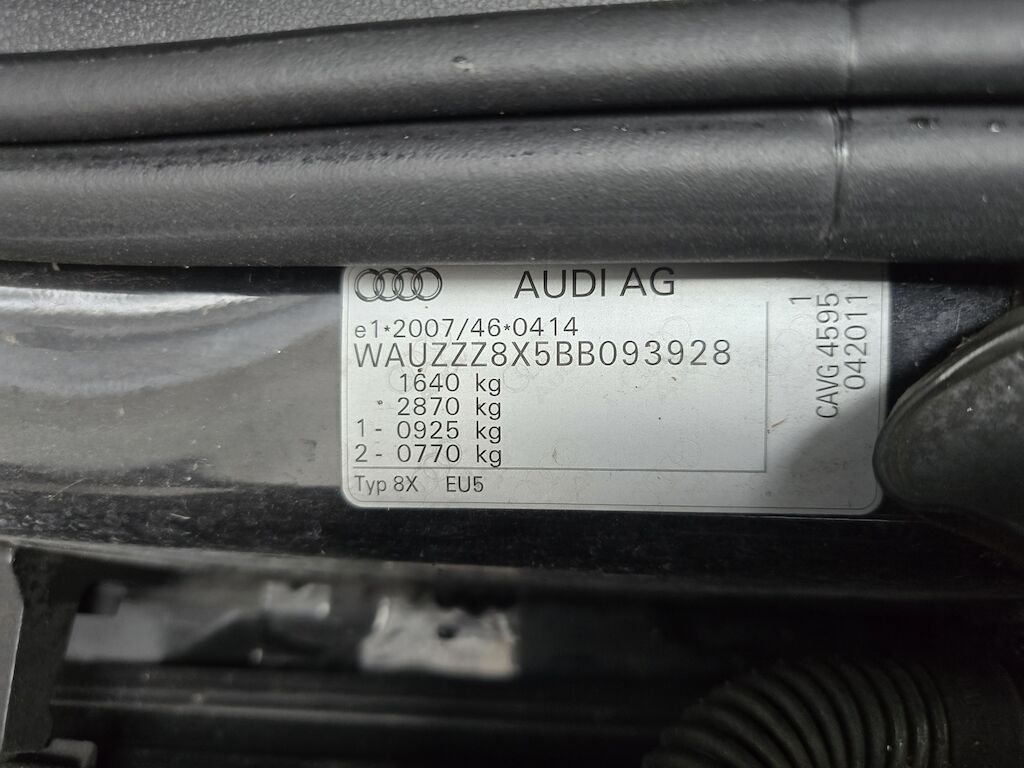 AUDI AG
e1*2007/46*0414
WAUZZZ8X5BB093928
1640 kg
2870 kg
1 - 0925 kg
2 - 0770 kg
Typ 8X EU5
CAVG 4595 1
042011